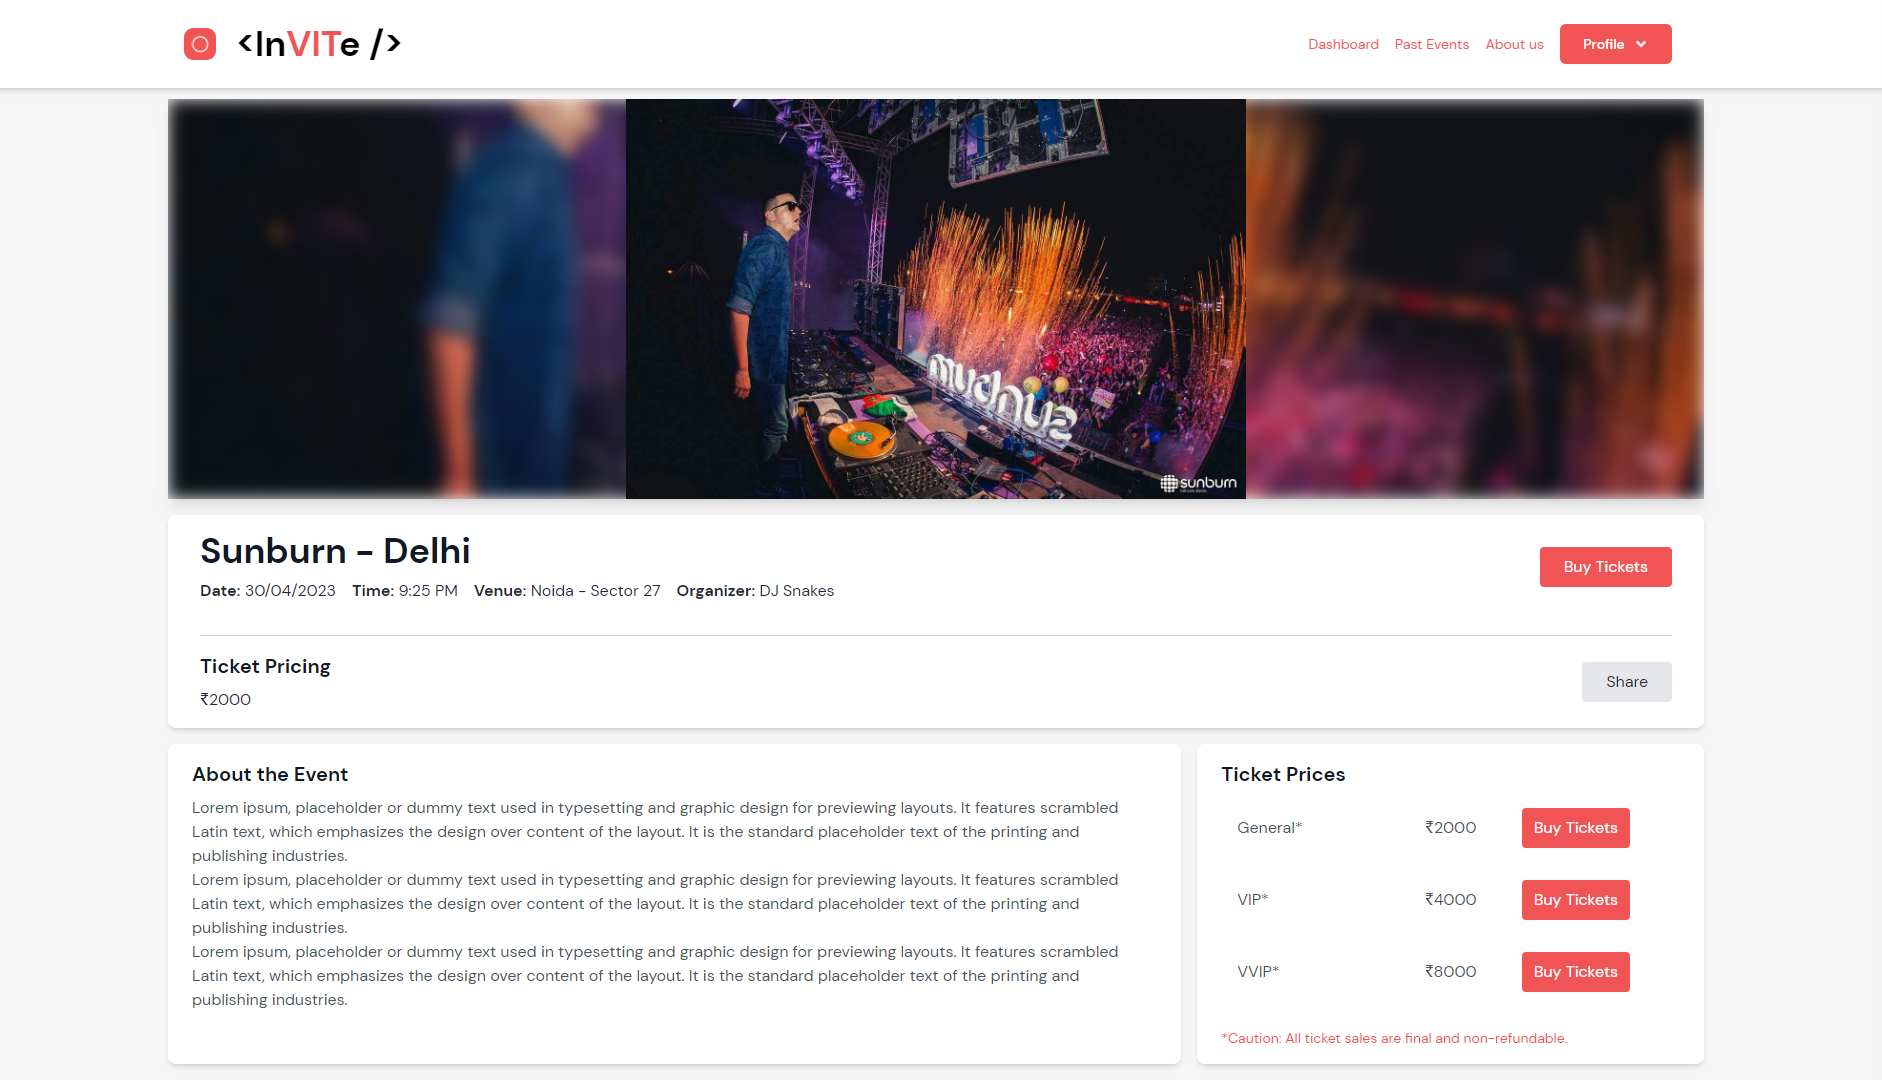 <InVITe />
Dashboard Past Events About us Profile
mudhuz
sunburn
Sunburn - Delhi
Buy Tickets
Date: 30/04/2023 Time: 9:25 PM Venue: Noida - Sector 27 Organizer: DJ Snakes
Ticket Pricing
₹2000
Share
About the Event
Lorem ipsum, placeholder or dummy text used in typesetting and graphic design for previewing layouts. It features scrambled
Latin text, which emphasizes the design over content of the layout. It is the standard placeholder text of the printing and
publishing industries.
Lorem ipsum, placeholder or dummy text used in typesetting and graphic design for previewing layouts. It features scrambled
Latin text, which emphasizes the design over content of the layout. It is the standard placeholder text of the printing and
publishing industries.
Lorem ipsum, placeholder or dummy text used in typesetting and graphic design for previewing layouts. It features scrambled
Latin text, which emphasizes the design over content of the layout. It is the standard placeholder text of the printing and
publishing industries.
Ticket Prices
General* ₹2000 Buy Tickets
VIP* ₹4000 Buy Tickets
VVIP* ₹8000 Buy Tickets
*Caution: All ticket sales are final and non-refundable.